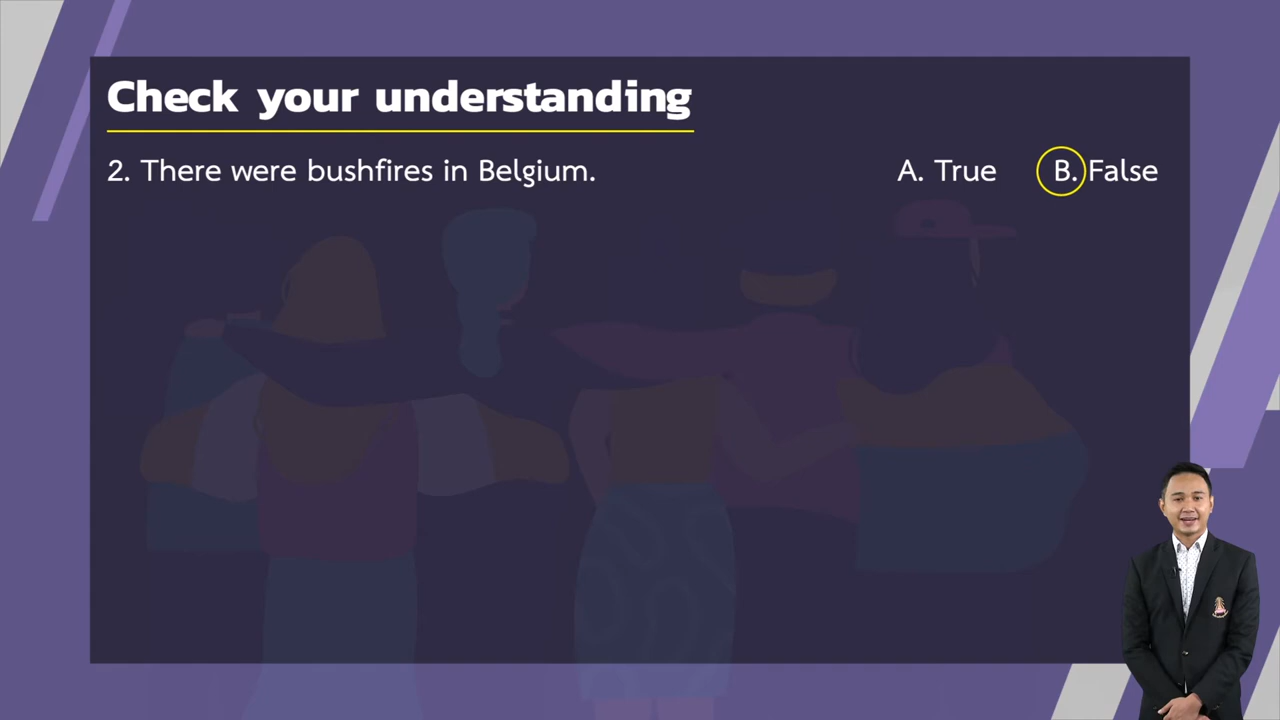 Check your understanding
2. There were bushfires in Belgium. A. True B. False